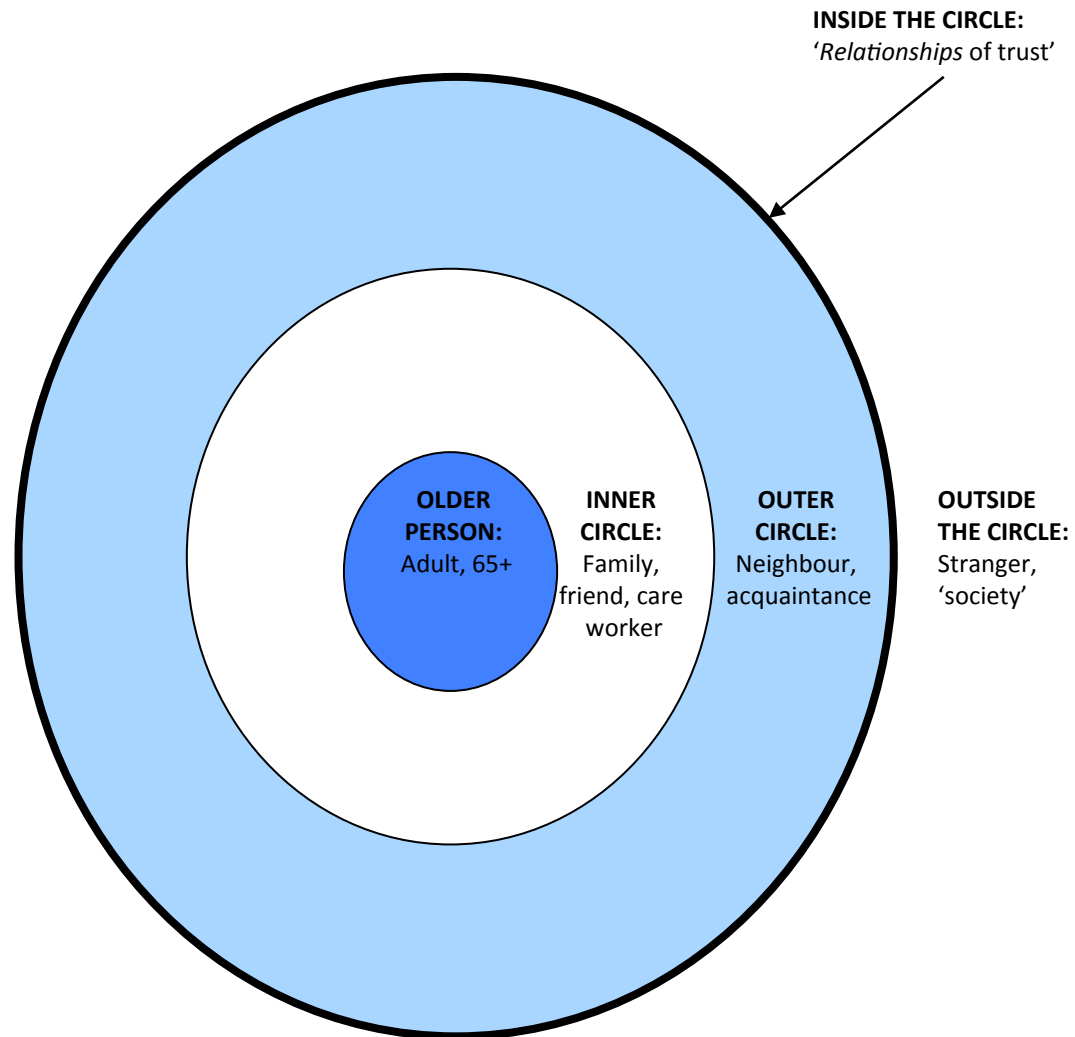 INSIDE THE CIRCLE:
‘Relationships of trust’
OLDER
PERSON:
Adult, 65+
INNER
CIRCLE:
Family,
friend, care
worker
OUTER
CIRCLE:
Neighbour,
acquaintance
OUTSIDE
THE CIRCLE:
Stranger,
‘society’